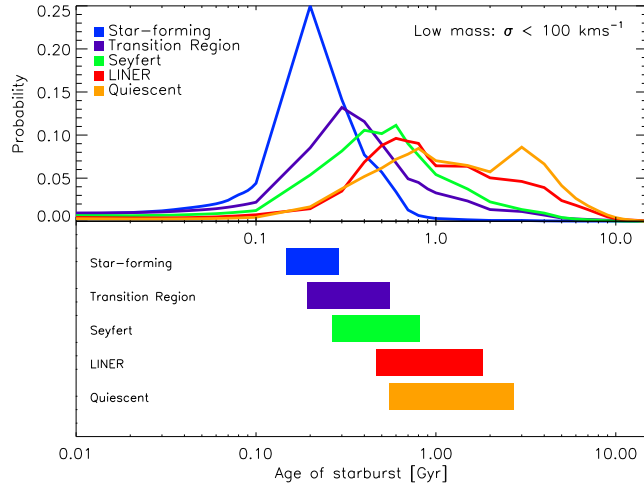 0.25
0.20
0.15
0.10
0.05
0.00
Probability
Star-forming
Transition Region
Seyfert
LINER
Quiescent
Low mass: σ < 100 kms⁻¹
0.1
1.0
10.0
Star-forming
Transition Region
Seyfert
LINER
Quiescent
0.01
0.10
1.00
10.00
Age of starburst [Gyr]